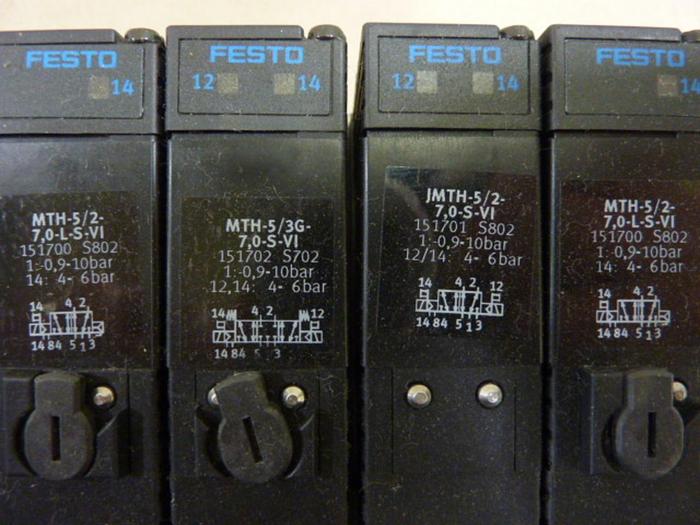 FESTO
14
MTH-5/2-
7,0-L-S-VI
151700 S802
1:-0,9-10bar
14: 4- 6bar
14 4 2
14 84 5 1 3
FESTO
12 14
MTH-5/3G-
7,0-S-VI
151702 S702
1:-0,9-10bar
12,14: 4- 6bar
14 4 2 12
14 84 5 3
FESTO
12 14
JMTH-5/2-
7,0-S-VI
151701 S802
1:-0,9-10bar
12/14: 4- 6bar
14 4 2 12
14 84 5 1 3
FESTO
14
MTH-5/2-
7,0-L-S-VI
151700 S802
1:-0,9-10bar
14: 4- 6bar
14 4 2
14 84 5 1 3